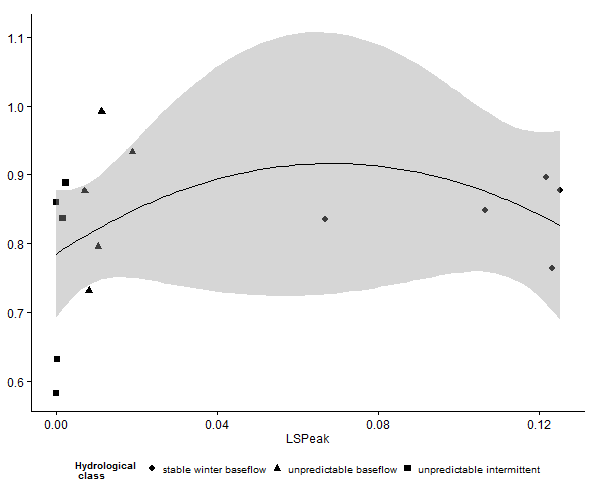 1.1
1.0
0.9
0.8
0.7
0.6
0.00 0.04 0.08 0.12
LSPeak
Hydrological class
stable winter baseflow
unpredictable baseflow
unpredictable intermittent